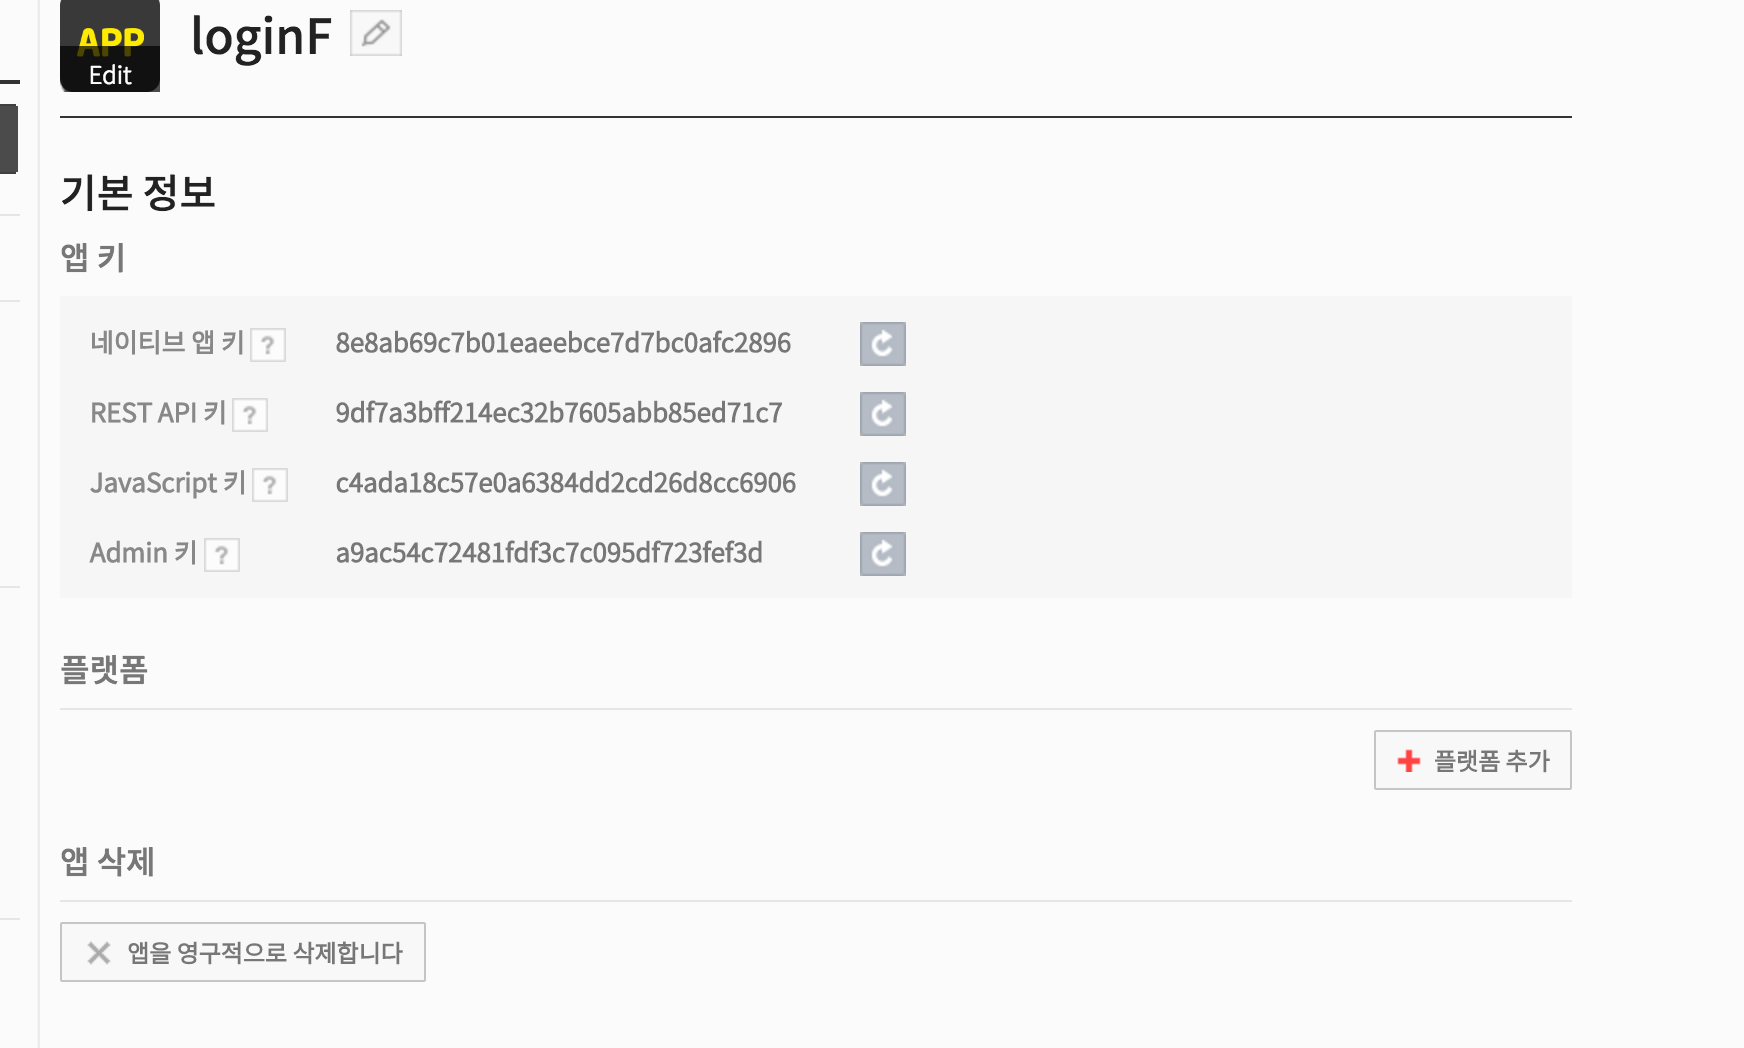 APP
Edit
loginF
기본 정보
앱 키
네이티브 앱 키 ? 8e8ab69c7b01eaeebce7d7bc0afc2896
REST API 키 ? 9df7a3bff214ec32b7605abb85ed71c7
JavaScript 키 ? c4ada18c57e0a6384dd2cd26d8cc6906
Admin 키 ? a9ac54c72481fdf3c7c095df723fef3d
플랫폼
플랫폼 추가
앱 삭제
앱을 영구적으로 삭제합니다